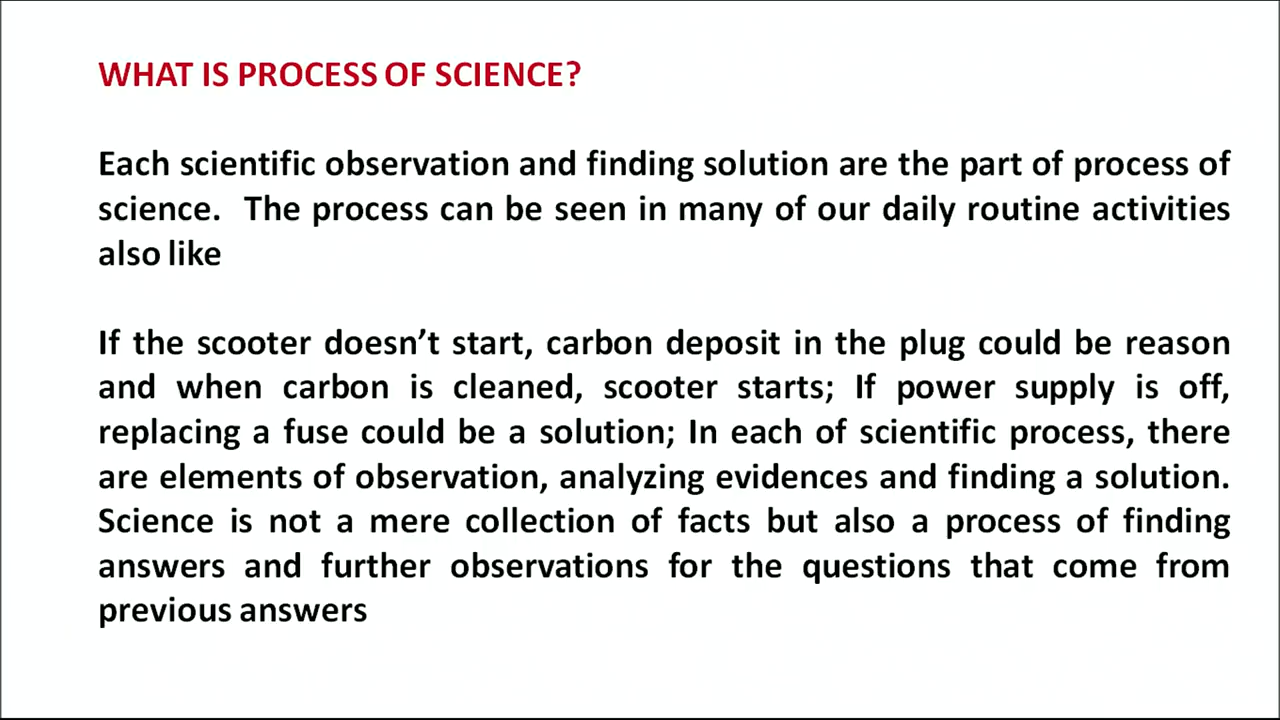 WHAT IS PROCESS OF SCIENCE?
Each scientific observation and finding solution are the part of process of
science.  The process can be seen in many of our daily routine activities
also like
If the scooter doesn’t start, carbon deposit in the plug could be reason
and when carbon is cleaned, scooter starts; If power supply is off,
replacing a fuse could be a solution; In each of scientific process, there
are elements of observation, analyzing evidences and finding a solution.
Science is not a mere collection of facts but also a process of finding
answers and further observations for the questions that come from
previous answers